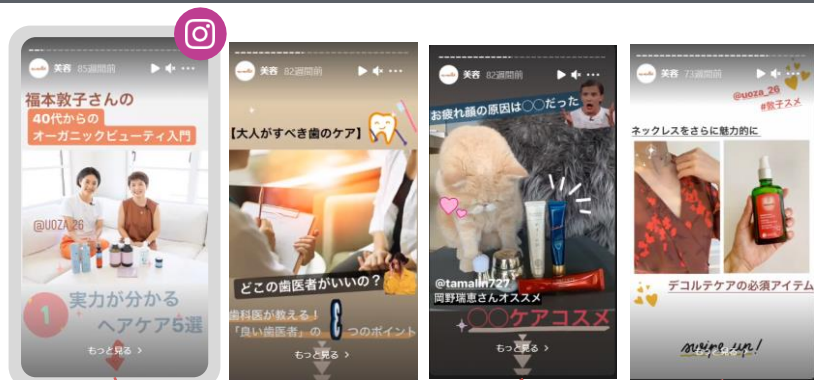 美容 85週間前
福本敦子さんの
40代からの
オーガニックビューティ入門
@UOZA_26
1 実力が分かる
ヘアケア5選
もっと見る >
美容 82週間前
【大人がすべき歯のケア】
どこの歯医者がいいの？
歯科医が教える！
「良い歯医者」の 3 つのポイント
もっと見る >
美容 82週間前
お疲れ顔の原因は○○だった
@tamalin727
岡野瑞恵さんオススメ
○○ケアコスメ
もっと見る >
美容 73週間前
@uoza_26
#敦子スメ
ネックレスをさらに魅力的に
デコルテケアの必須アイテム
swipe up!
もっと見る >